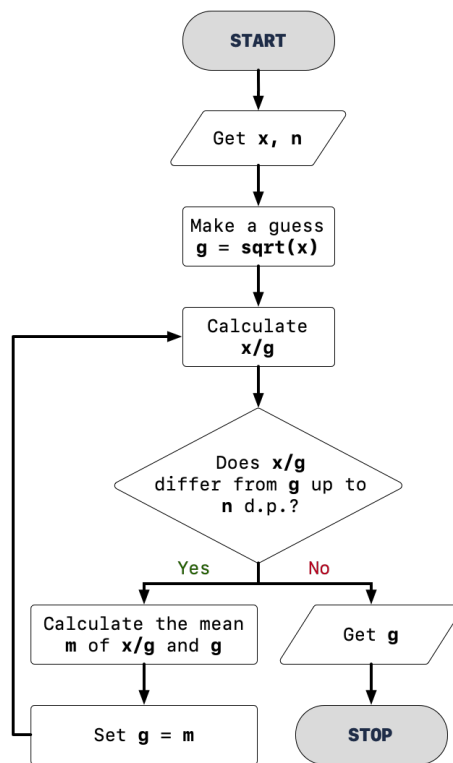 START
Get x, n
Make a guess
g = sqrt(x)
Calculate
x/g
Does x/g
differ from g up to
n d.p.?
Yes
No
Calculate the mean
m of x/g and g
Get g
Set g = m
STOP